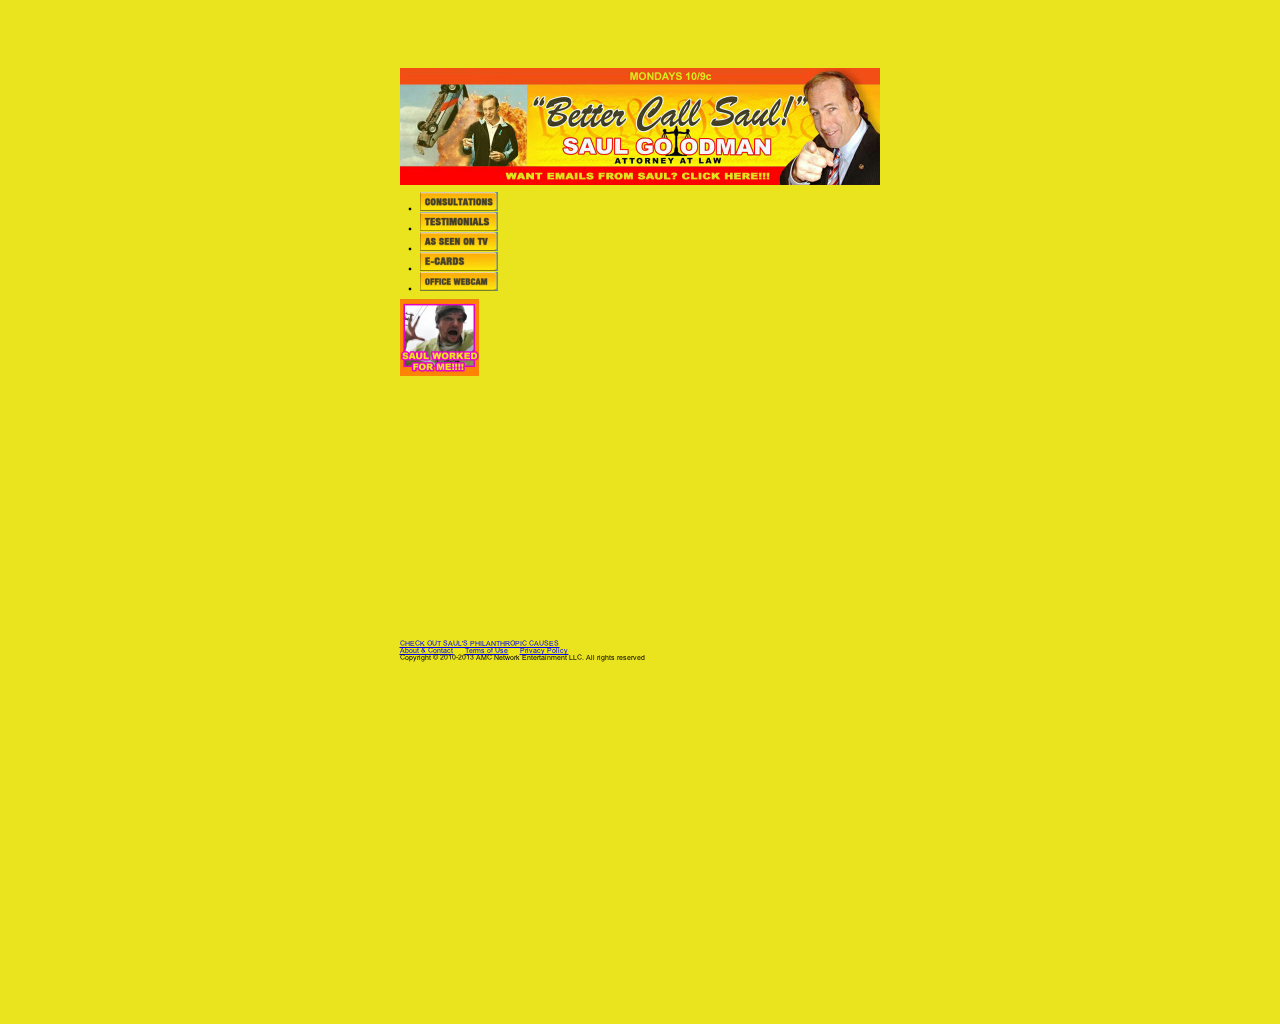 MONDAYS 10/9c
"Better Call Saul!"
SAUL GOODMAN
ATTORNEY AT LAW
WANT EMAILS FROM SAUL? CLICK HERE!!!
CONSULTATIONS
TESTIMONIALS
AS SEEN ON TV
E-CARDS
OFFICE WEBCAM
SAUL WORKED
FOR ME!!!!
CHECK OUT SAUL'S PHILANTHROPIC CAUSES
About & Contact Terms of Use Privacy Policy
Copyright © 2010-2013 AMC Network Entertainment LLC. All rights reserved